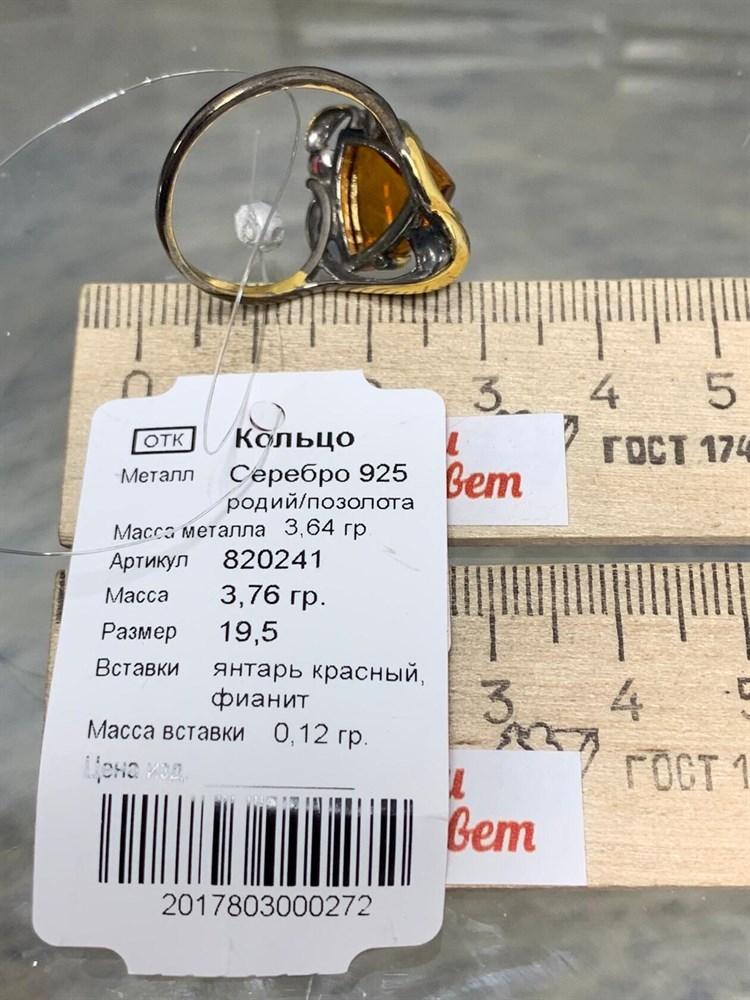 0
3 4 5
ГОСТ 174
и
вет
ОТК Кольцо
Металл Серебро 925
родий/позолота
Масса металла 3,64 гр
Артикул 820241
Масса 3,76 гр.
Размер 19,5
Вставки янтарь красный,
фианит
Масса вставки 0,12 гр.
Цена изд.
2017803000272
3 4 5
ГОСТ 1
и
вет